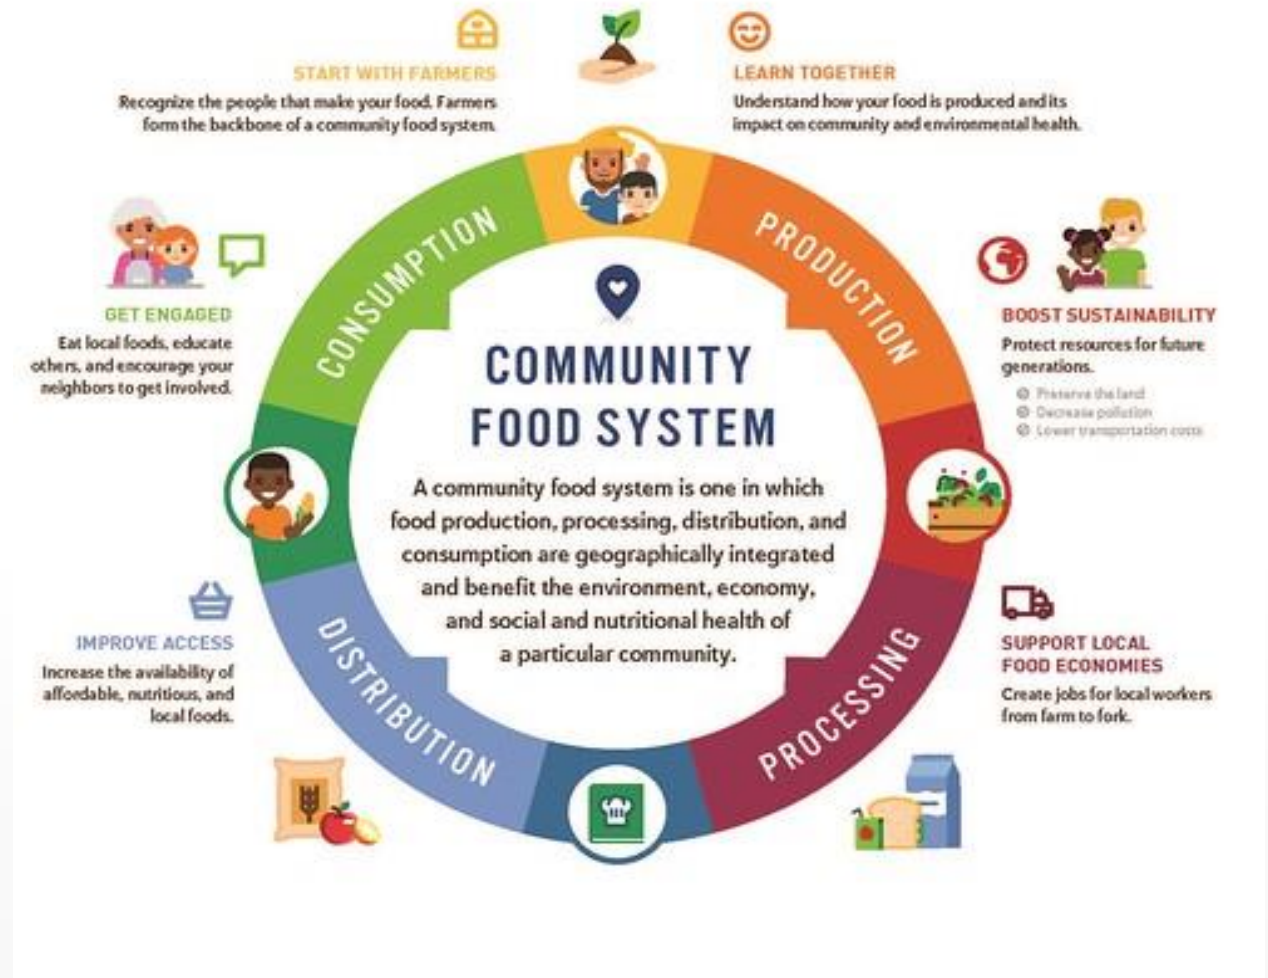 START WITH FARMERS
Recognize the people that make your food. Farmers
form the backbone of a community food system.
LEARN TOGETHER
Understand how your food is produced and its
impact on community and environmental health.
CONSUMPTION
PRODUCTION
GET ENGAGED
Eat local foods, educate
others, and encourage your
neighbors to get involved.
BOOST SUSTAINABILITY
Protect resources for future
generations.
Preserve the land
Decrease pollution
Lower transportation costs
COMMUNITY
FOOD SYSTEM
A community food system is one in which
food production, processing, distribution, and
consumption are geographically integrated
and benefit the environment, economy,
and social and nutritional health of
a particular community.
IMPROVE ACCESS
Increase the availability of
affordable, nutritious, and
local foods.
DISTRIBUTION
PROCESSING
SUPPORT LOCAL
FOOD ECONOMIES
Create jobs for local workers
from farm to fork.